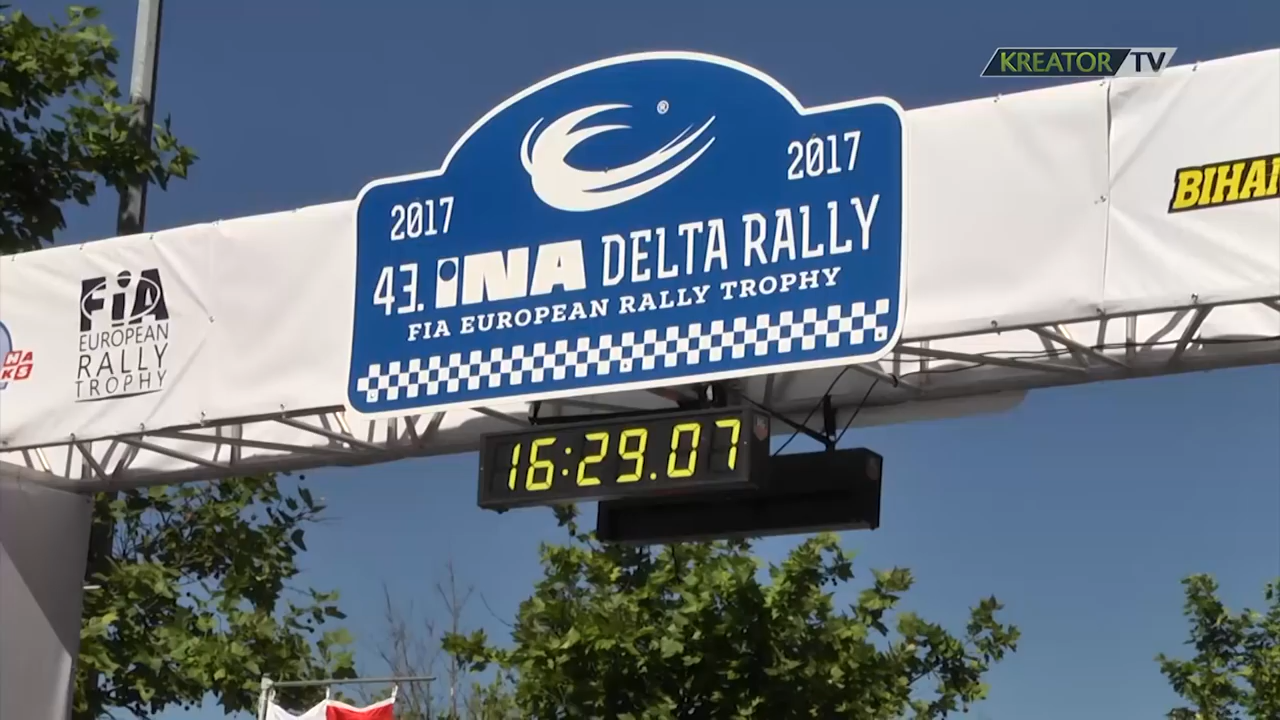 KREATOR TV
®
2017
2017
43. INA DELTA RALLY
FIA EUROPEAN RALLY TROPHY
FIA
EUROPEAN
RALLY
TROPHY
16:29.07